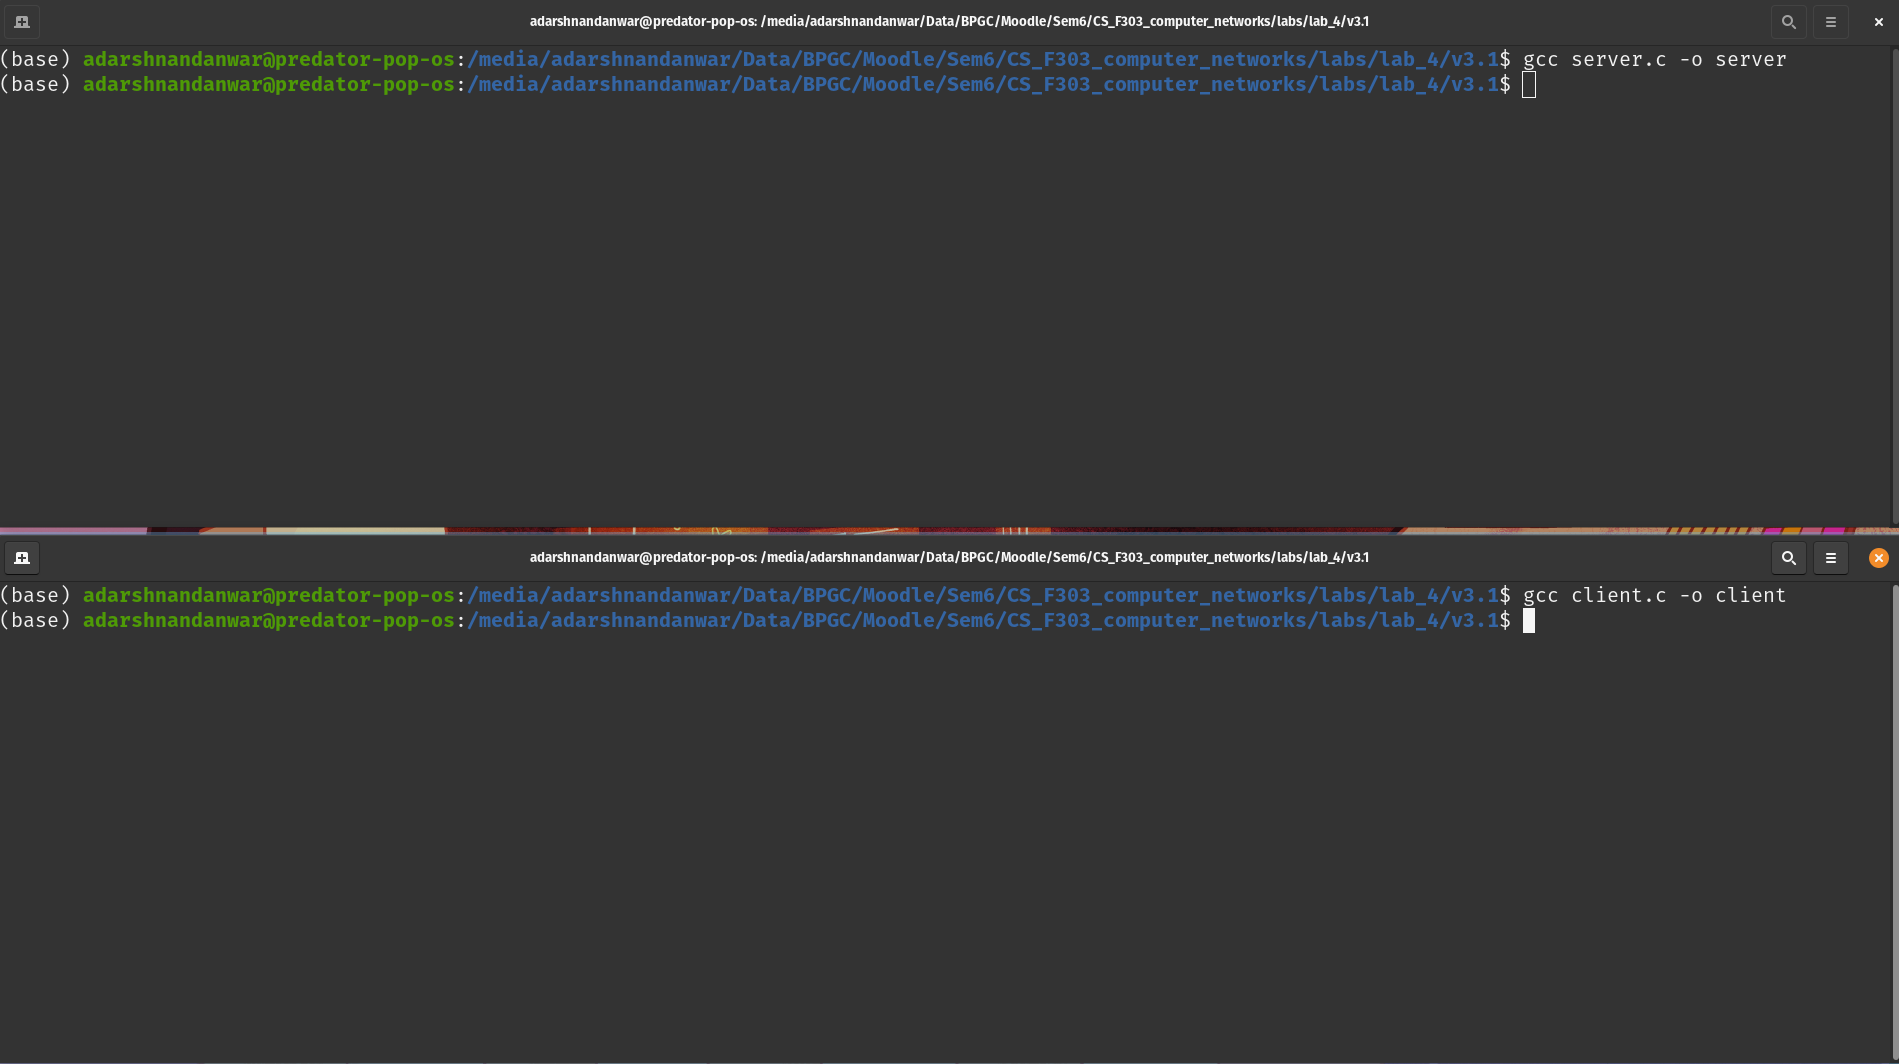 adarshnandanwar@predator-pop-os: /media/adarshnandanwar/Data/BPGC/Moodle/Sem6/CS_F303_computer_networks/labs/lab_4/v3.1
(base) adarshnandanwar@predator-pop-os:/media/adarshnandanwar/Data/BPGC/Moodle/Sem6/CS_F303_computer_networks/labs/lab_4/v3.1$ gcc server.c -o server
(base) adarshnandanwar@predator-pop-os:/media/adarshnandanwar/Data/BPGC/Moodle/Sem6/CS_F303_computer_networks/labs/lab_4/v3.1$
adarshnandanwar@predator-pop-os: /media/adarshnandanwar/Data/BPGC/Moodle/Sem6/CS_F303_computer_networks/labs/lab_4/v3.1
(base) adarshnandanwar@predator-pop-os:/media/adarshnandanwar/Data/BPGC/Moodle/Sem6/CS_F303_computer_networks/labs/lab_4/v3.1$ gcc client.c -o client
(base) adarshnandanwar@predator-pop-os:/media/adarshnandanwar/Data/BPGC/Moodle/Sem6/CS_F303_computer_networks/labs/lab_4/v3.1$